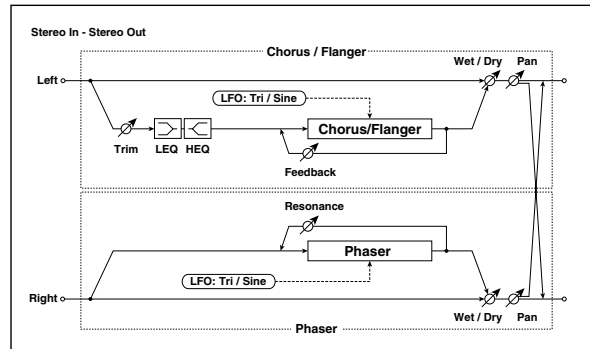 Stereo In - Stereo Out
Chorus / Flanger
Wet / Dry Pan
Left
LFO: Tri / Sine
Chorus/Flanger
Trim LEQ HEQ
Feedback
Resonance
Phaser
LFO: Tri / Sine
Right
Wet / Dry Pan
Phaser